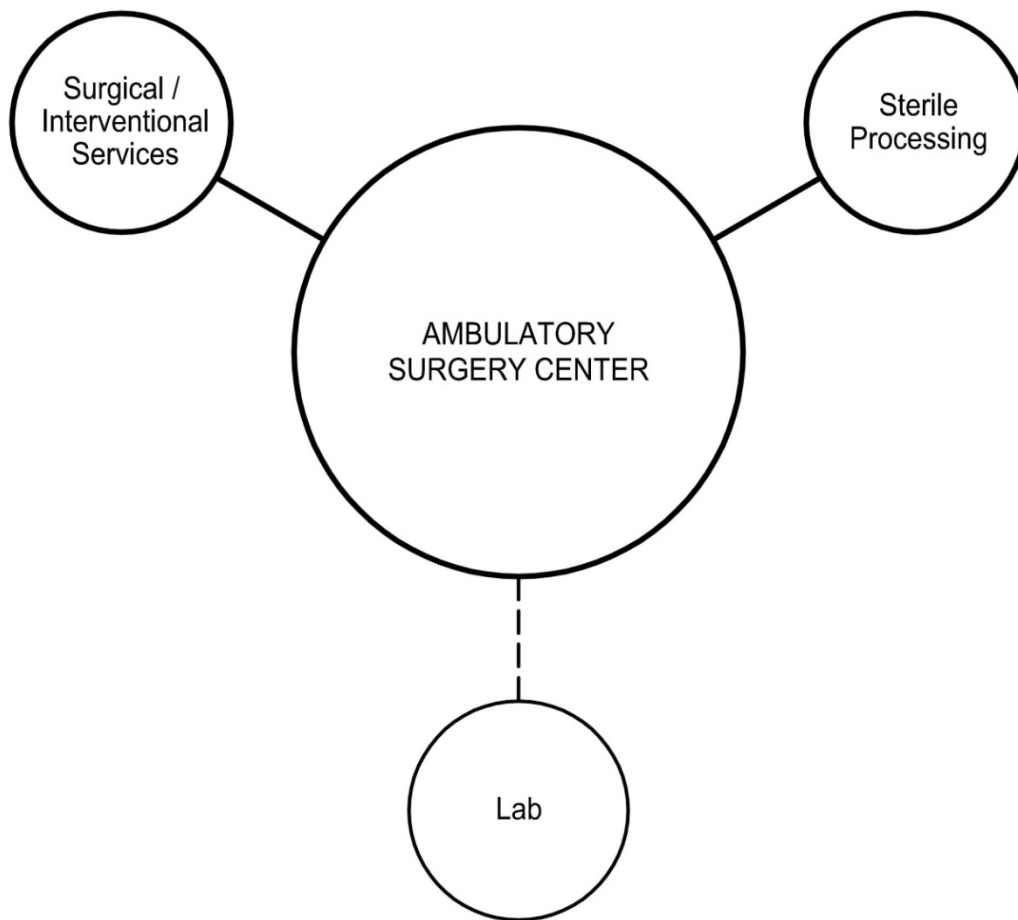 Surgical /
Interventional
Services
Sterile
Processing
AMBULATORY
SURGERY CENTER
Lab